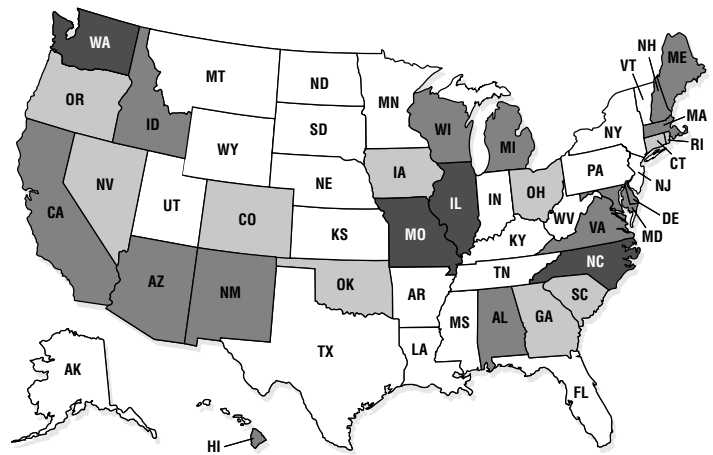 WA
MT
ND
MN
OR
ID
SD
WY
WI
MI
NH
VT
ME
NY
MA
RI
CT
NJ
PA
NV
UT
CA
CO
NE
IA
IL
IN
OH
WV
VA
DE
MD
KS
MO
KY
AZ
NM
OK
AR
TN
NC
SC
MS
AL
GA
TX
LA
FL
AK
HI